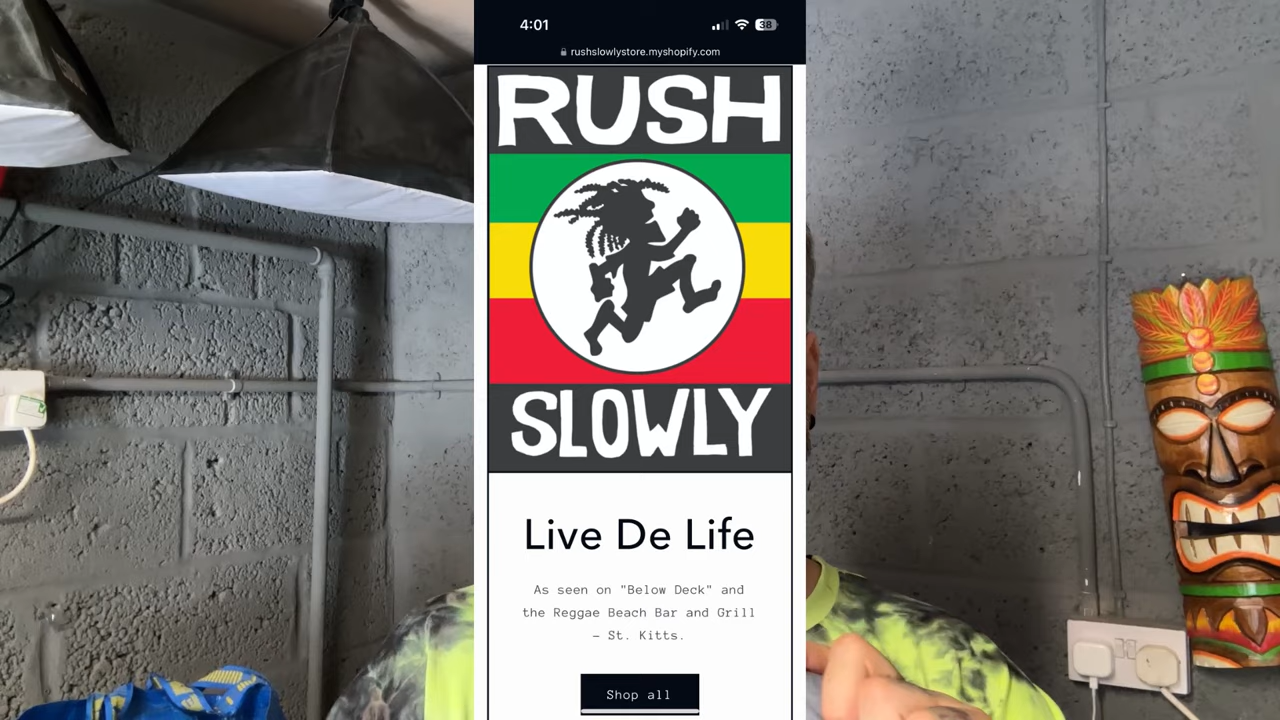 4:01
38
rushslowlystore.myshopify.com
RUSH
SLOWLY
Live De Life
As seen on "Below Deck" and
the Reggae Beach Bar and Grill
– St. Kitts.
Shop all